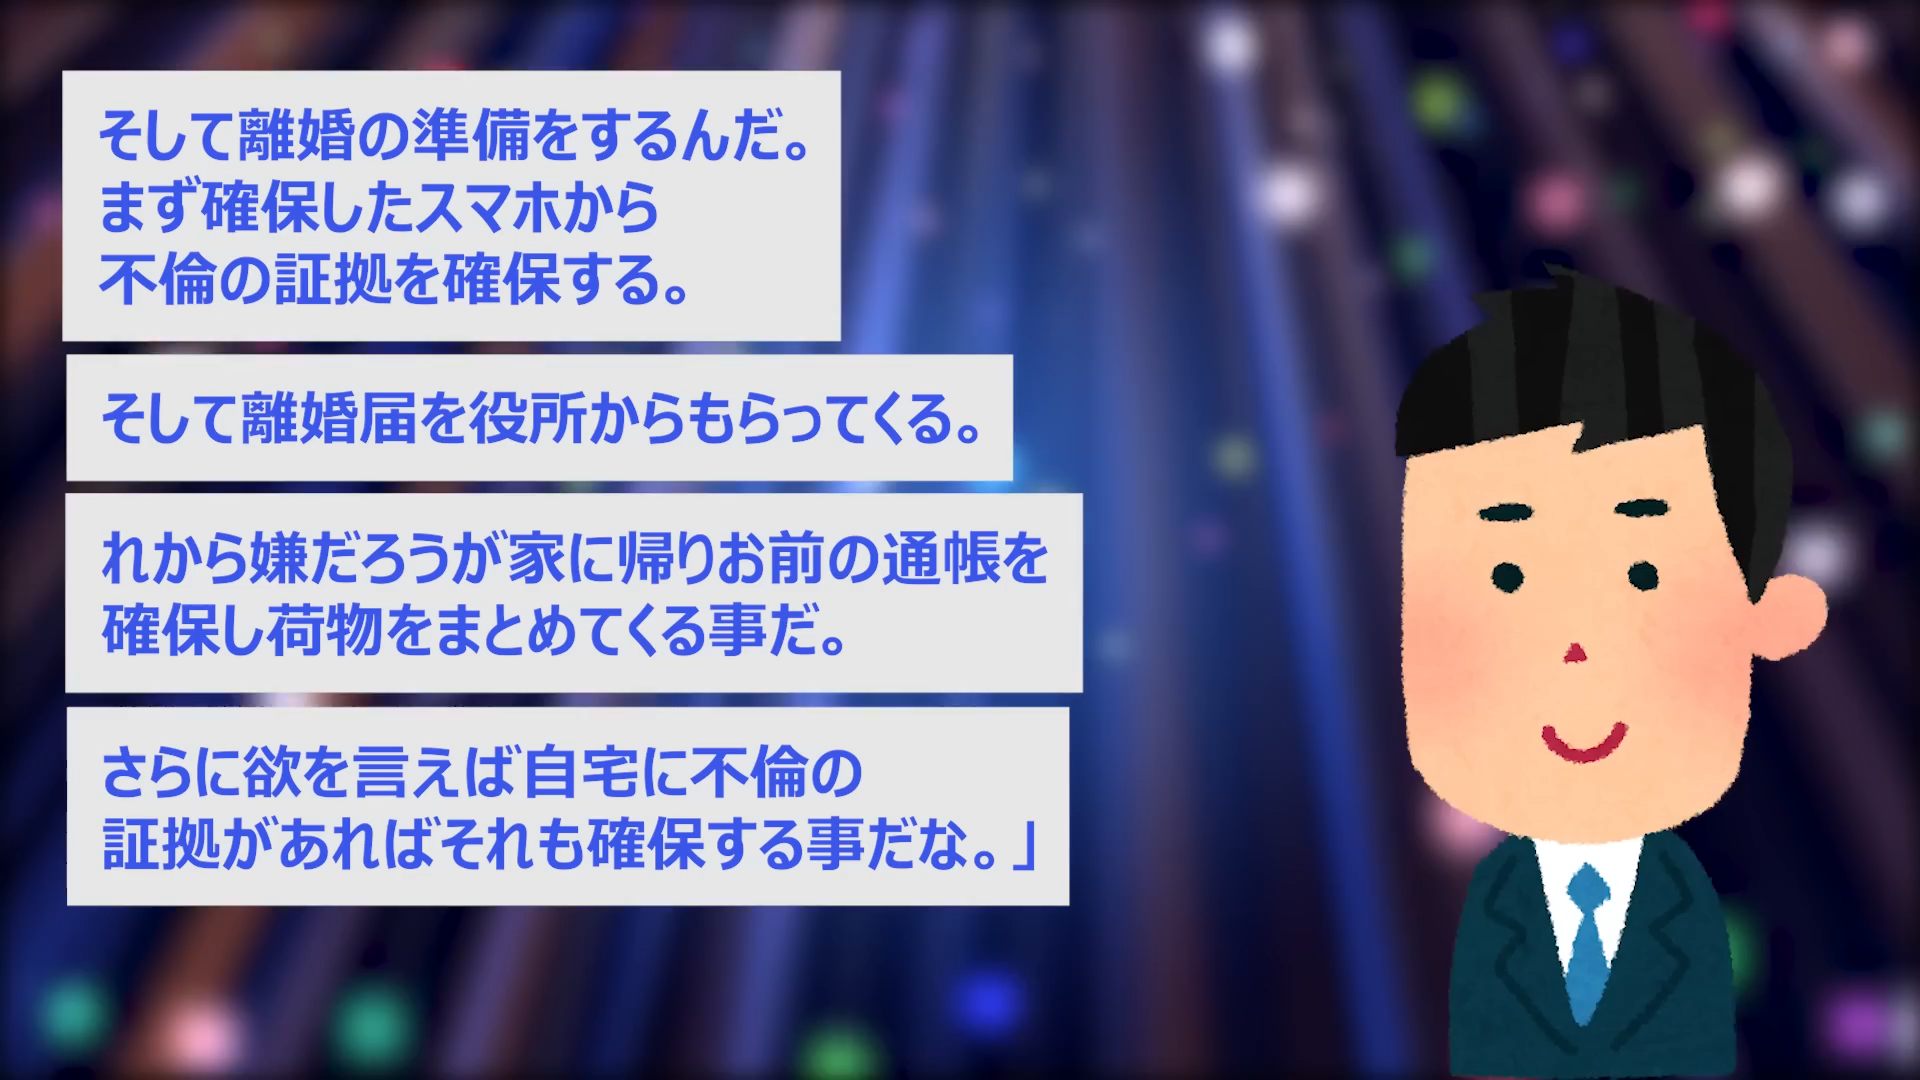 そして離婚の準備をするんだ。
まず確保したスマホから
不倫の証拠を確保する。
そして離婚届を役所からもらってくる。
れから嫌だろうが家に帰りお前の通帳を
確保し荷物をまとめてくる事だ。
さらに欲を言えば自宅に不倫の
証拠があればそれも確保する事だな。」